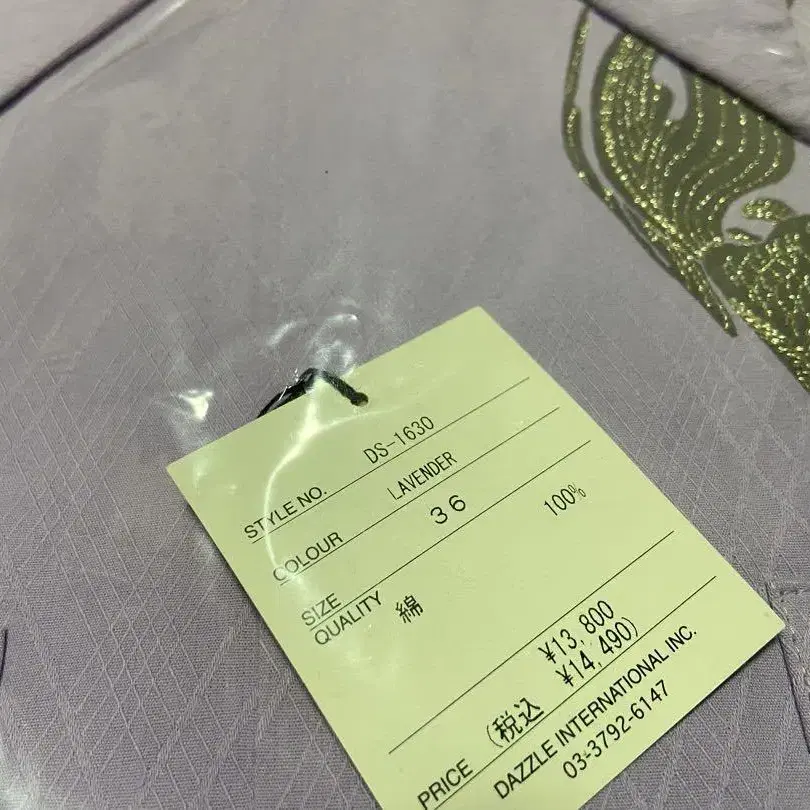 STYLE NO. DS-1630
COLOUR LAVENDER
SIZE 36
QUALITY 綿 100%
¥13,800
PRICE (税込 ¥14,490)
DAZZLE INTERNATIONAL INC.
03-3792-6147